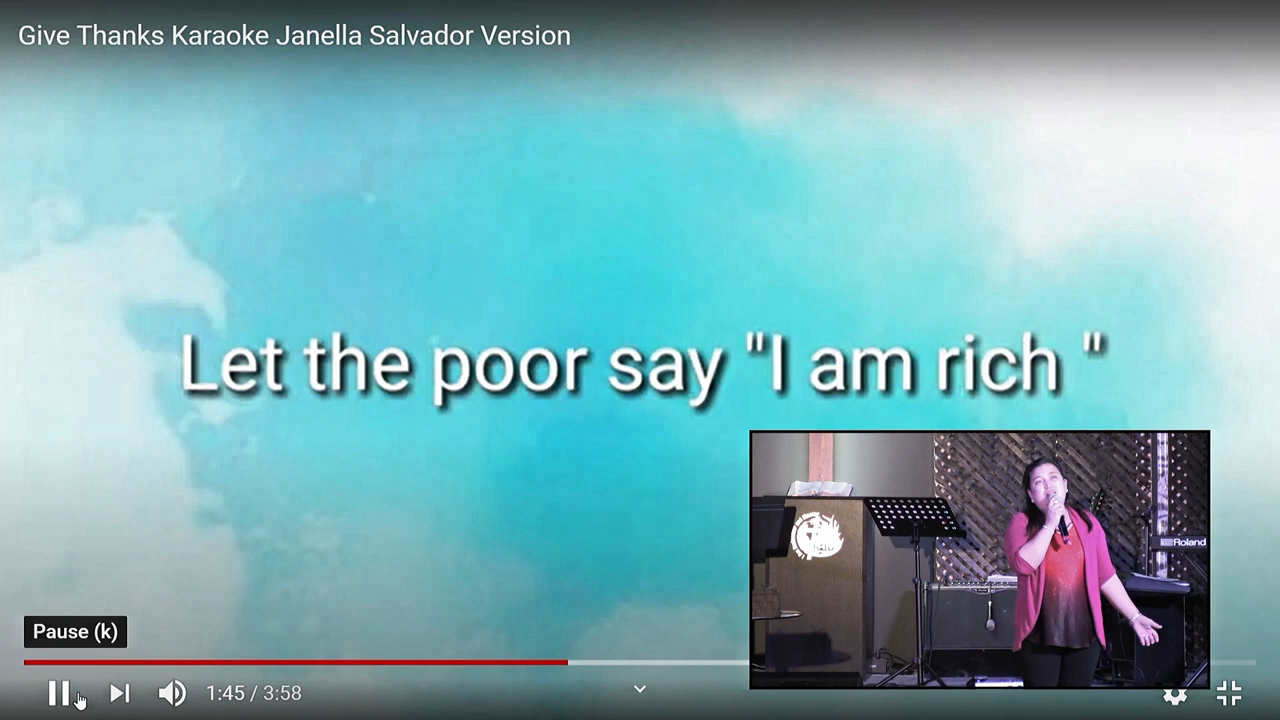 Give Thanks Karaoke Janella Salvador Version
Let the poor say "I am rich "
Roland
Pause (k)
1:45 / 3:58